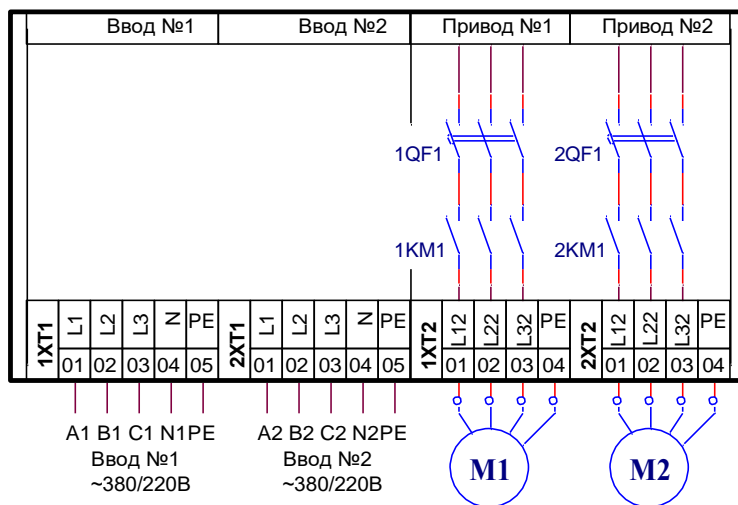 Ввод №1 Ввод №2 Привод №1 Привод №2
1QF1 2QF1
1KM1 2KM1
1XT1 L1 L2 L3 N PE 2XT1 L1 L2 L3 N PE 1XT2 L12 L22 L32 PE 2XT2 L12 L22 L32 PE
01 02 03 04 05 01 02 03 04 05 01 02 03 04 01 02 03 04
A1 B1 C1 N1 PE A2 B2 C2 N2 PE
Ввод №1 Ввод №2 M1 M2
~380/220В ~380/220В